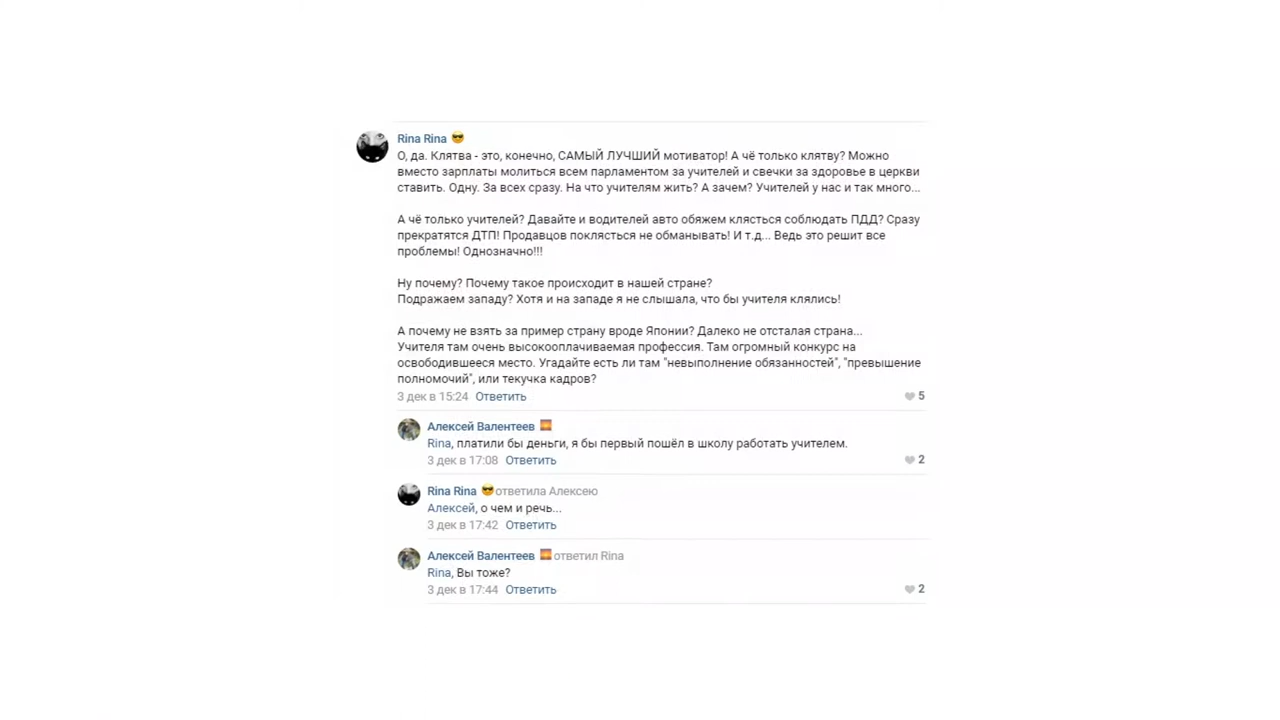 Rina Rina 😎
О, да. Клятва - это, конечно, САМЫЙ ЛУЧШИЙ мотиватор! А чё только клятву? Можно
вместо зарплаты молиться всем парламентом за учителей и свечки за здоровье в церкви
ставить. Одну. За всех сразу. На что учителям жить? А зачем? Учителей у нас и так много...
А чё только учителей? Давайте и водителей авто обяжем клясться соблюдать ПДД? Сразу
прекратятся ДТП! Продавцов поклясться не обманывать! И т.д... Ведь это решит все
проблемы! Однозначно!!!
Ну почему? Почему такое происходит в нашей стране?
Подражаем западу? Хотя и на западе я не слышала, что бы учителя клялись!
А почему не взять за пример страну вроде Японии? Далеко не отсталая страна...
Учителя там очень высокооплачиваемая профессия. Там огромный конкурс на
освободившееся место. Угадайте есть ли там "невыполнение обязанностей", "превышение
полномочий", или текучка кадров?
3 дек в 15:24 Ответить 5
Алексей Валентеев 🌅
Rina, платили бы деньги, я бы первый пошёл в школу работать учителем.
3 дек в 17:08 Ответить 2
Rina Rina 😎 ответила Алексею
Алексей, о чем и речь...
3 дек в 17:42 Ответить
Алексей Валентеев 🌅 ответил Rina
Rina, Вы тоже?
3 дек в 17:44 Ответить 2